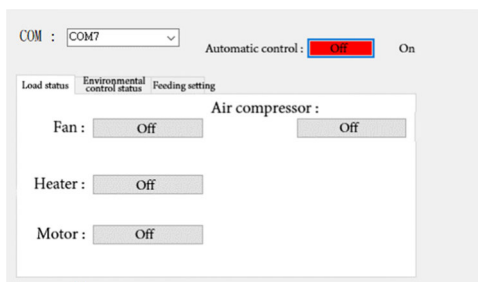 COM : COM7
Automatic control : Off On
Load status Environmental control status Feeding setting
Air compressor :
Fan : Off Off
Heater : Off
Motor : Off